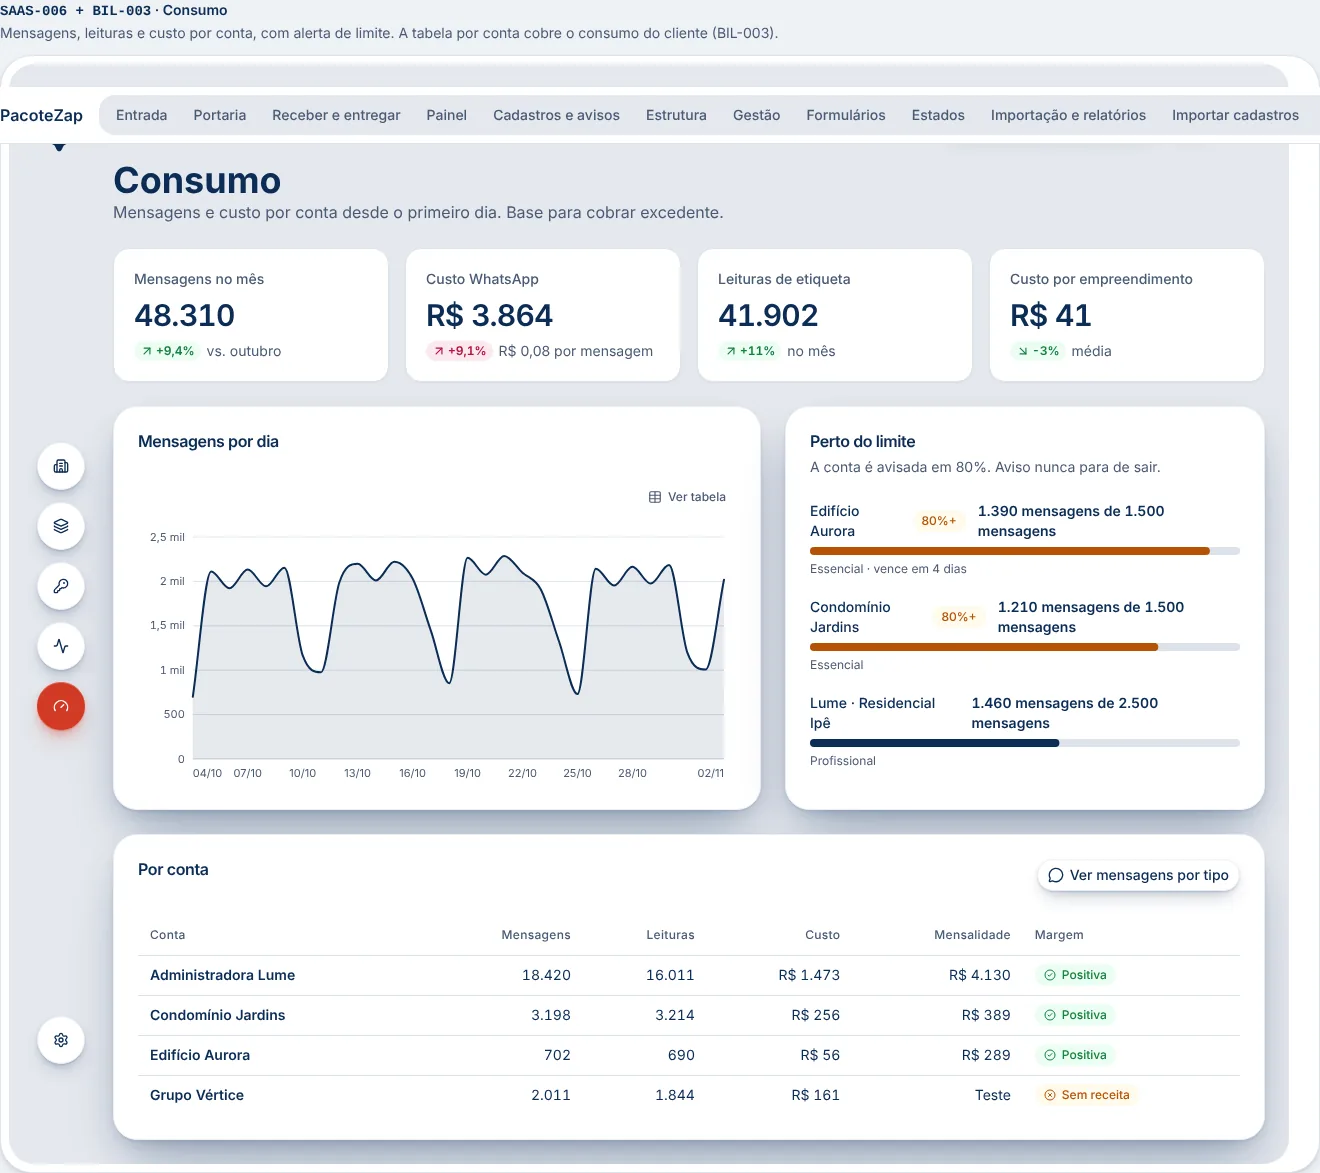 SAAS-006 + BIL-003 · Consumo
Mensagens, leituras e custo por conta, com alerta de limite. A tabela por conta cobre o consumo do cliente (BIL-003).
PacoteZap
Entrada
Portaria
Receber e entregar
Painel
Cadastros e avisos
Estrutura
Gestão
Formulários
Estados
Importação e relatórios
Importar cadastros
Consumo
Mensagens e custo por conta desde o primeiro dia. Base para cobrar excedente.
Mensagens no mês
48.310
+9,4% vs. outubro
Custo WhatsApp
R$ 3.864
+9,1% R$ 0,08 por mensagem
Leituras de etiqueta
41.902
+11% no mês
Custo por empreendimento
R$ 41
-3% média
Mensagens por dia
Ver tabela
2,5 mil
2 mil
1,5 mil
1 mil
500
0
04/10 07/10 10/10 13/10 16/10 19/10 22/10 25/10 28/10 02/11
Perto do limite
A conta é avisada em 80%. Aviso nunca para de sair.
Edifício
Aurora
80%+
1.390 mensagens de 1.500
mensagens
Essencial · vence em 4 dias
Condomínio
Jardins
80%+
1.210 mensagens de 1.500
mensagens
Essencial
Lume · Residencial
Ipê
1.460 mensagens de 2.500
mensagens
Profissional
Por conta
Ver mensagens por tipo
Conta Mensagens Leituras Custo Mensalidade Margem
Administradora Lume 18.420 16.011 R$ 1.473 R$ 4.130 Positiva
Condomínio Jardins 3.198 3.214 R$ 256 R$ 389 Positiva
Edifício Aurora 702 690 R$ 56 R$ 289 Positiva
Grupo Vértice 2.011 1.844 R$ 161 Teste Sem receita